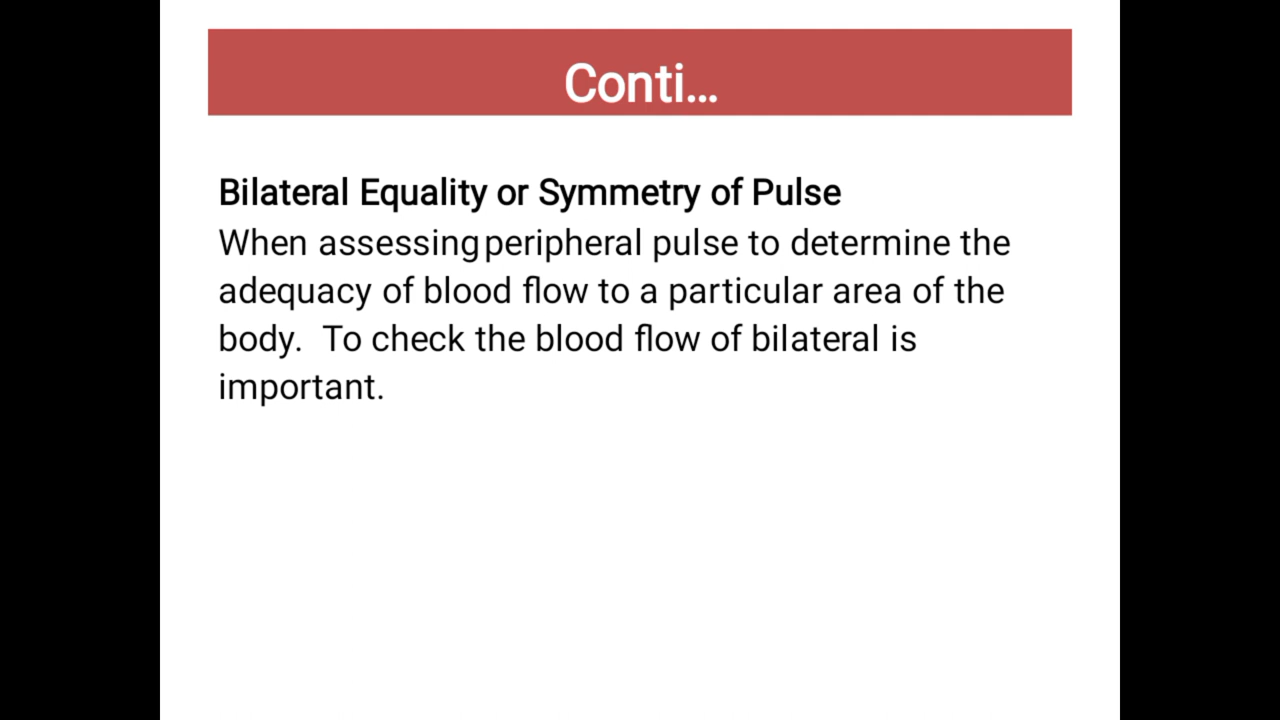 Conti...
Bilateral Equality or Symmetry of Pulse
When assessing peripheral pulse to determine the
adequacy of blood flow to a particular area of the
body. To check the blood flow of bilateral is
important.